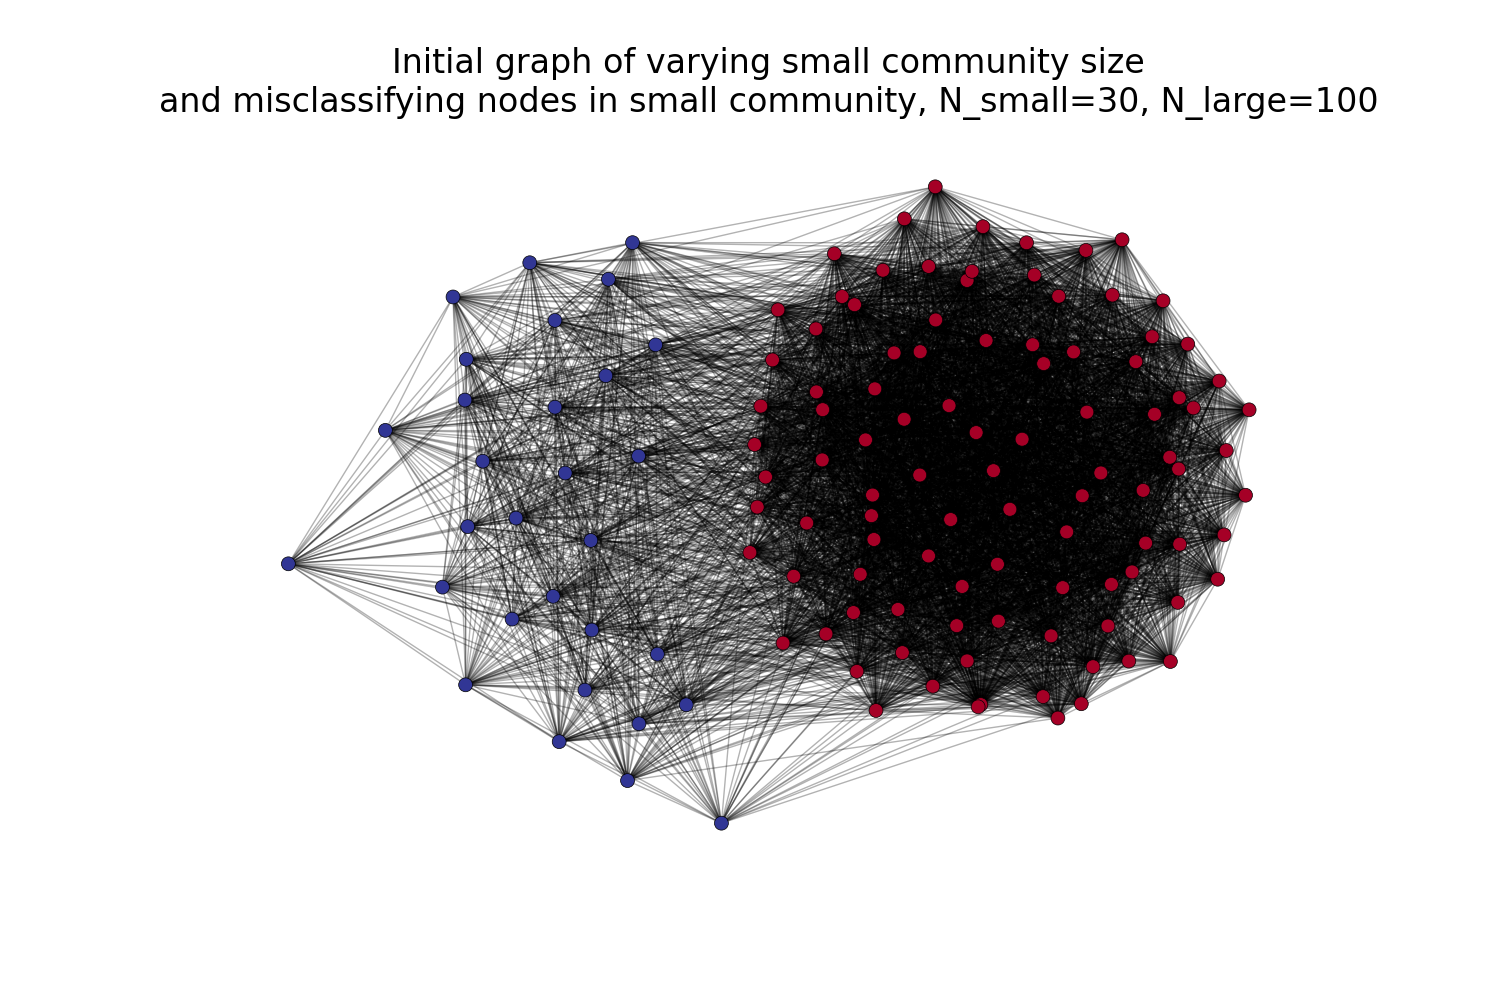 Initial graph of varying small community size
and misclassifying nodes in small community, N_small=30, N_large=100